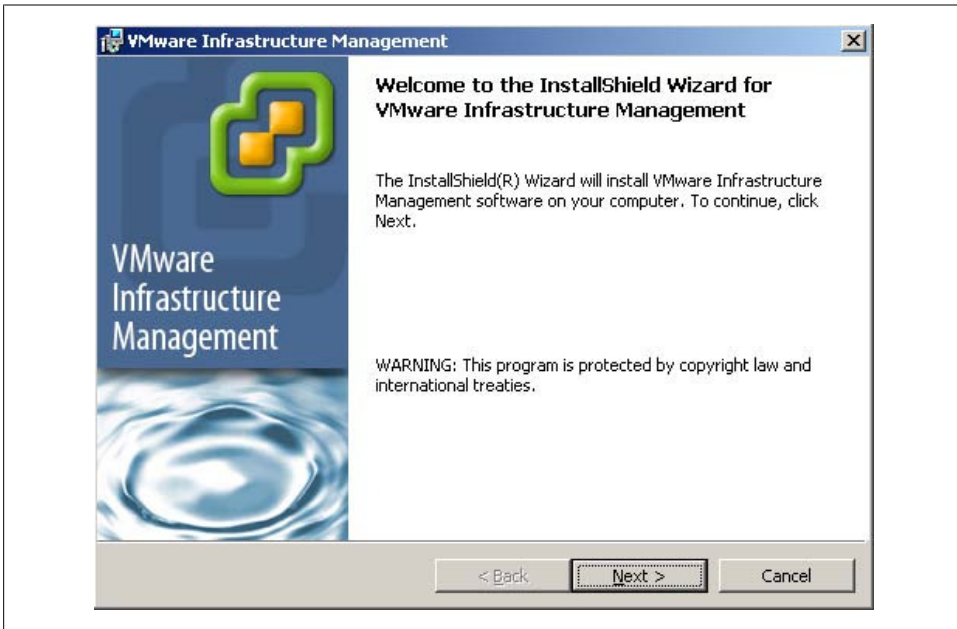 VMware Infrastructure Management
Welcome to the InstallShield Wizard for
VMware Infrastructure Management
The InstallShield(R) Wizard will install VMware Infrastructure
Management software on your computer. To continue, click
Next.
VMware
Infrastructure
Management
WARNING: This program is protected by copyright law and
international treaties.
< Back
Next >
Cancel